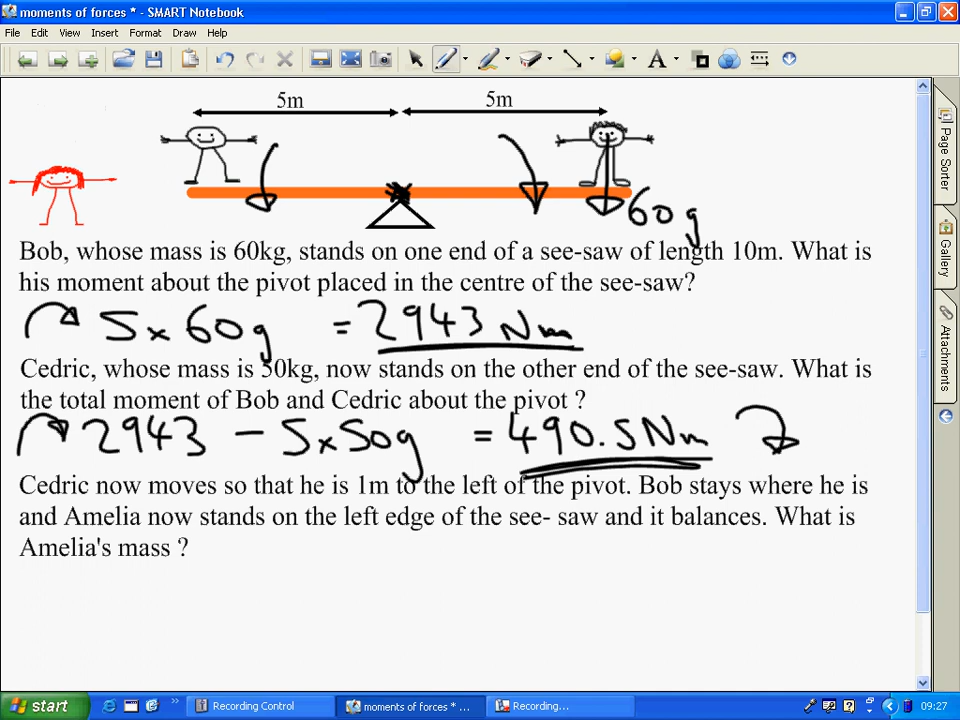 moments of forces * - SMART Notebook
File Edit View Insert Format Draw Help
5m 5m
60g
Bob, whose mass is 60kg, stands on one end of a see-saw of length 10m. What is
his moment about the pivot placed in the centre of the see-saw?
5 x 60g = 2943 Nm
Cedric, whose mass is 50kg, now stands on the other end of the see-saw. What is
the total moment of Bob and Cedric about the pivot ?
2943 - 5 x 50g = 490.5Nm
Cedric now moves so that he is 1m to the left of the pivot. Bob stays where he is
and Amelia now stands on the left edge of the see- saw and it balances. What is
Amelia's mass ?
Page Sorter
Gallery
Attachments
start Recording Control moments of forces * ... Recording... 09:27